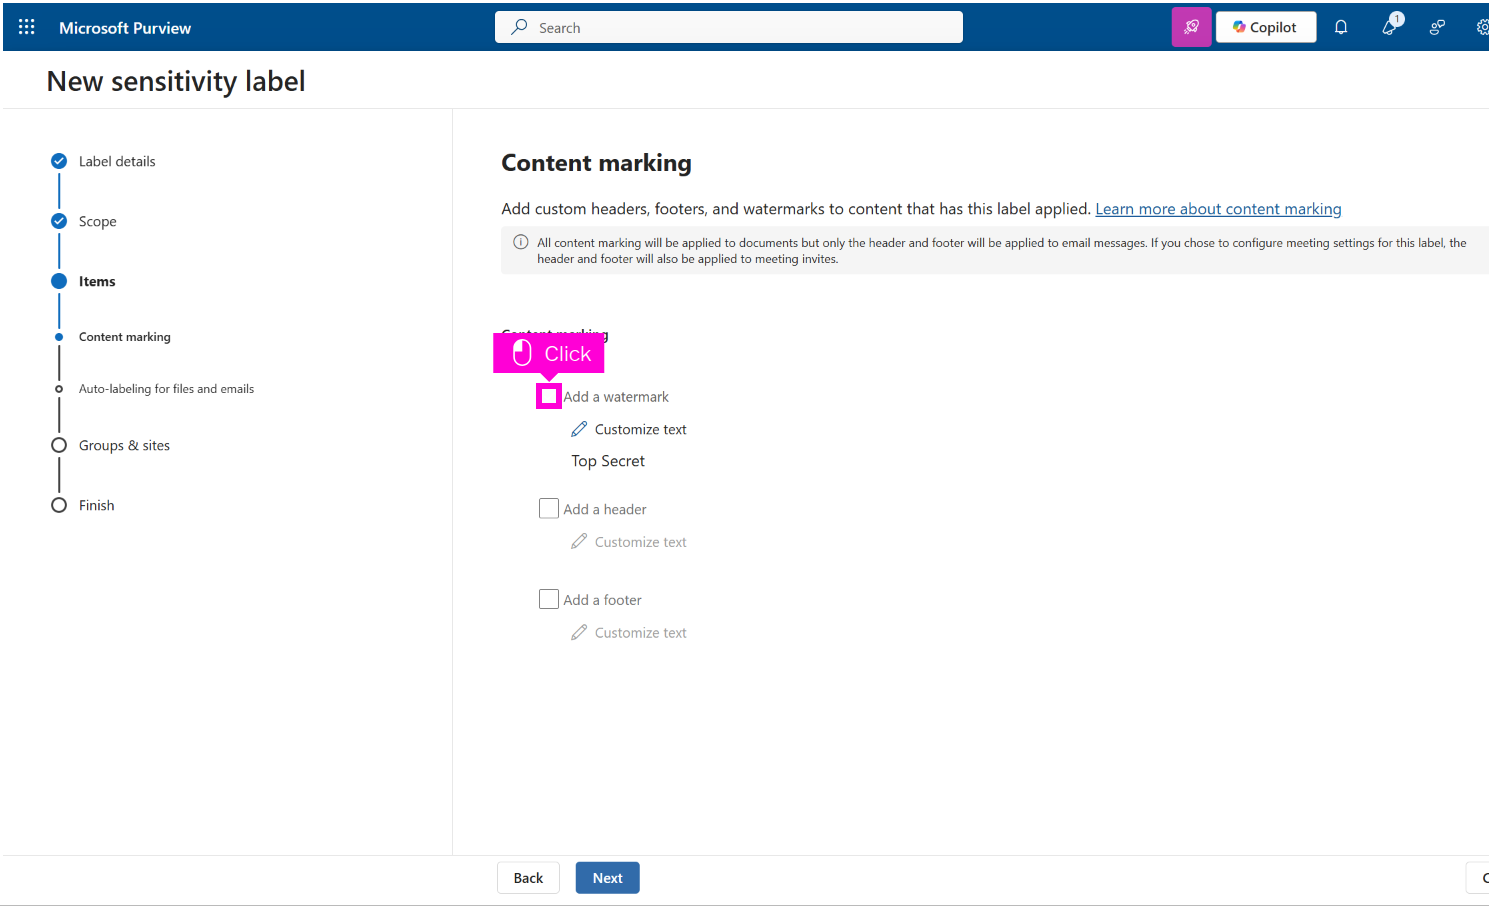 Microsoft Purview
Search
Copilot
1
New sensitivity label
Label details
Scope
Items
Content marking
Auto-labeling for files and emails
Groups & sites
Finish
Content marking
Add custom headers, footers, and watermarks to content that has this label applied. Learn more about content marking
All content marking will be applied to documents but only the header and footer will be applied to email messages. If you chose to configure meeting settings for this label, the
header and footer will also be applied to meeting invites.
Content marking
Click
Add a watermark
Customize text
Top Secret
Add a header
Customize text
Add a footer
Customize text
Back
Next